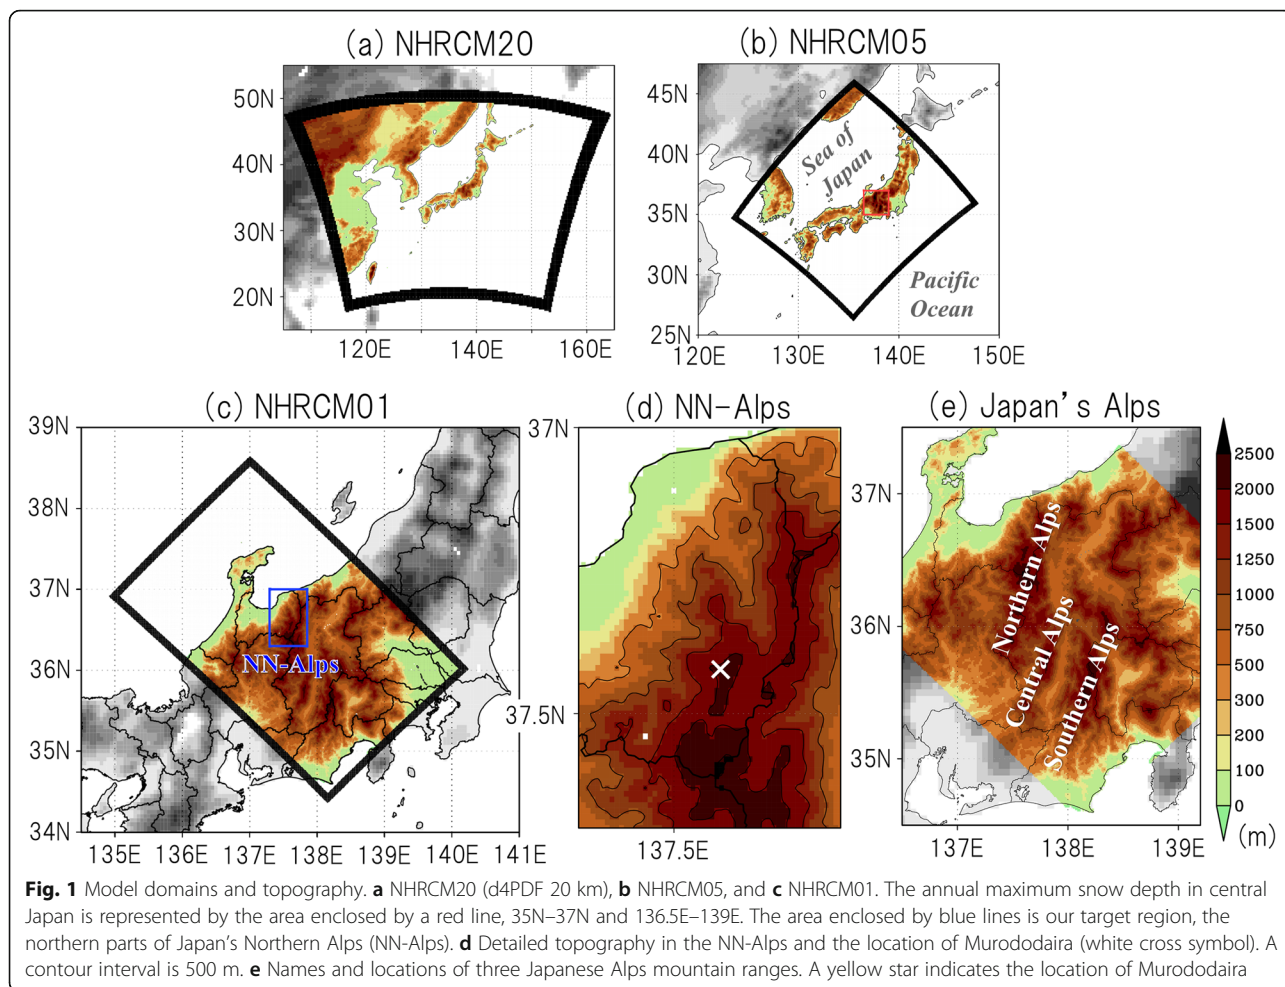 (a) NHRCM20
50N
40N
30N
20N
120E 140E 160E
(b) NHRCM05
45N
40N
35N
30N
25N
120E 130E 140E 150E
Sea of
Japan
Pacific
Ocean
(c) NHRCM01
39N
38N
37N
36N
35N
34N
135E 136E 137E 138E 139E 140E 141E
NN-Alps
(d) NN-Alps
37N
37.5N
137.5E
(e) Japan's Alps
37N
36N
35N
137E 138E 139E
Northern Alps
Central Alps
Southern Alps
2500
2000
1500
1250
1000
750
500
300
200
100
0
(m)
Fig. 1 Model domains and topography. a NHRCM20 (d4PDF 20 km), b NHRCM05, and c NHRCM01. The annual maximum snow depth in central
Japan is represented by the area enclosed by a red line, 35N–37N and 136.5E–139E. The area enclosed by blue lines is our target region, the
northern parts of Japan's Northern Alps (NN-Alps). d Detailed topography in the NN-Alps and the location of Murododaira (white cross symbol). A
contour interval is 500 m. e Names and locations of three Japanese Alps mountain ranges. A yellow star indicates the location of Murododaira